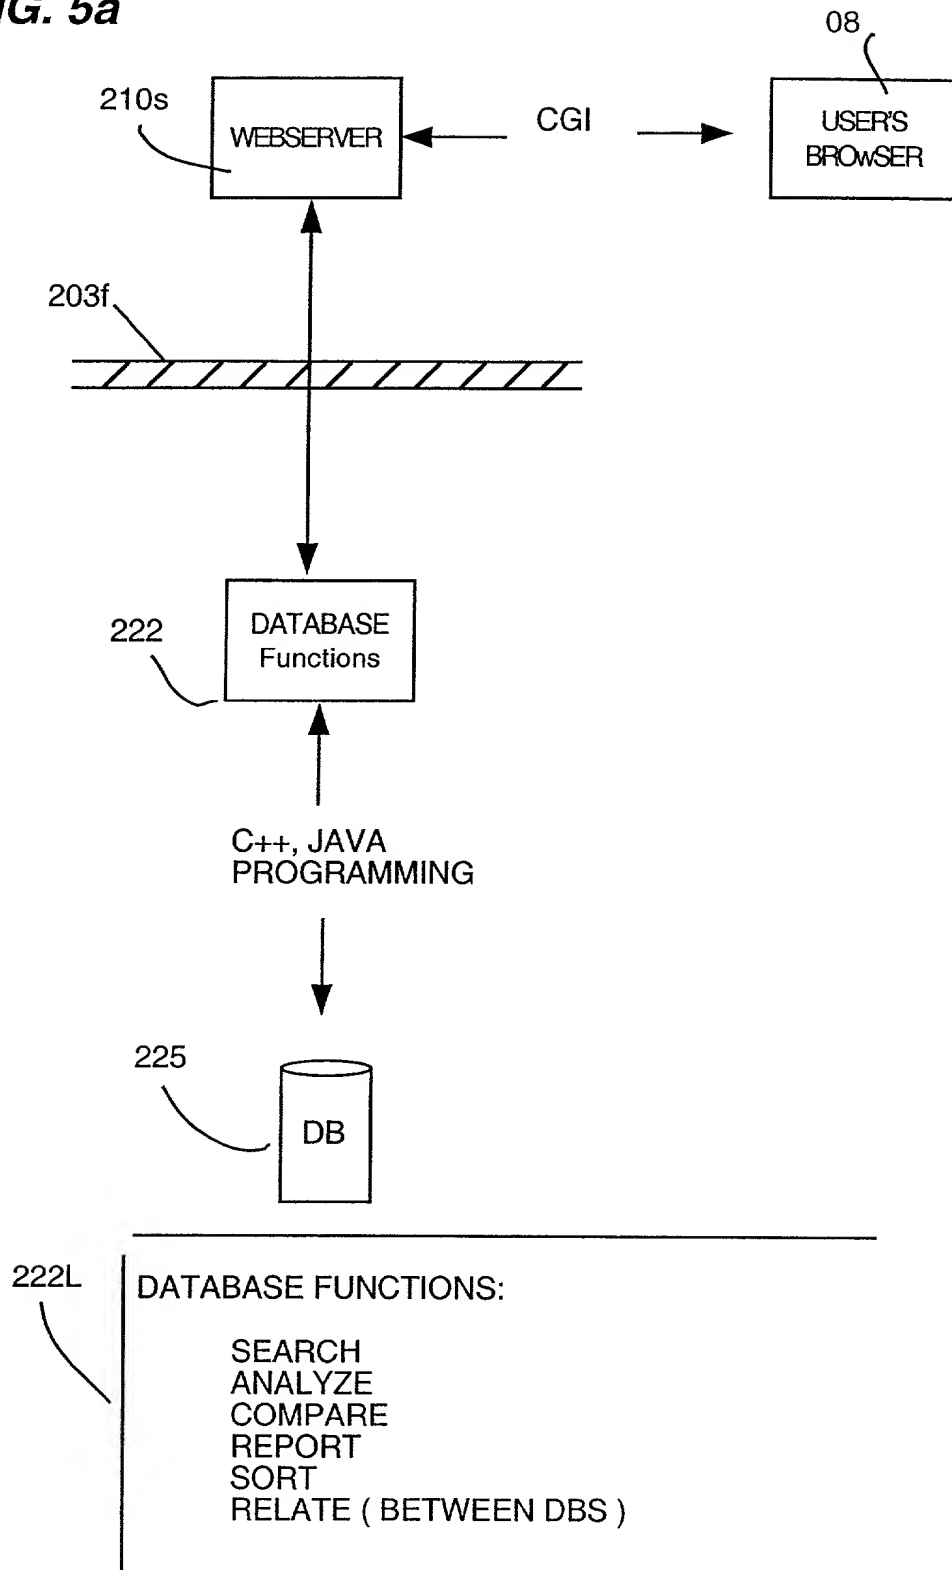 IG. 5a
08
210s
WEBSERVER
CGI
USER'S
BROwSER
203f
222
DATABASE
Functions
C++, JAVA
PROGRAMMING
225
DB
222L
DATABASE FUNCTIONS:
SEARCH
ANALYZE
COMPARE
REPORT
SORT
RELATE ( BETWEEN DBS )